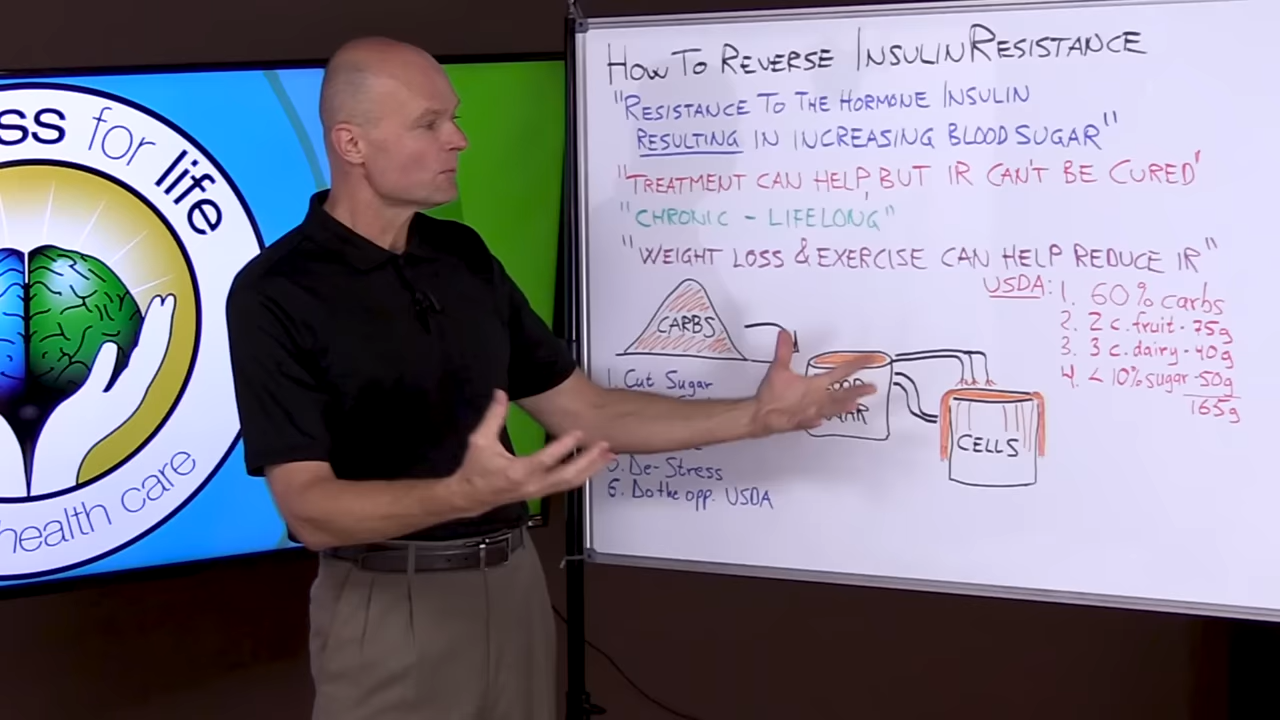 ss for life
health care
HOW TO REVERSE INSULIN RESISTANCE
"RESISTANCE TO THE HORMONE INSULIN
RESULTING IN INCREASING BLOOD SUGAR"
"TREATMENT CAN HELP, BUT IR CAN'T BE CURED"
"CHRONIC - LIFELONG"
"WEIGHT LOSS & EXERCISE CAN HELP REDUCE IR"
USDA: 1. 60% carbs
2. 2 c. fruit - 75g
3. 3 c. dairy - 40g
4. < 10% sugar - 50g
165g
CARBS
CELLS
1. Cut Sugar
5. De-Stress
6. Do the opp. USDA